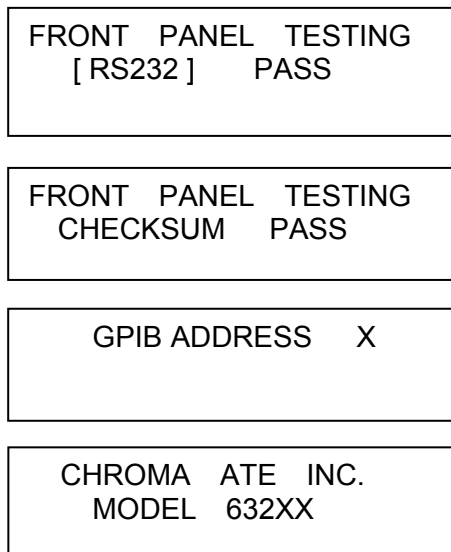 FRONT PANEL TESTING
[ RS232 ] PASS
FRONT PANEL TESTING
CHECKSUM PASS
GPIB ADDRESS X
CHROMA ATE INC.
MODEL 632XX